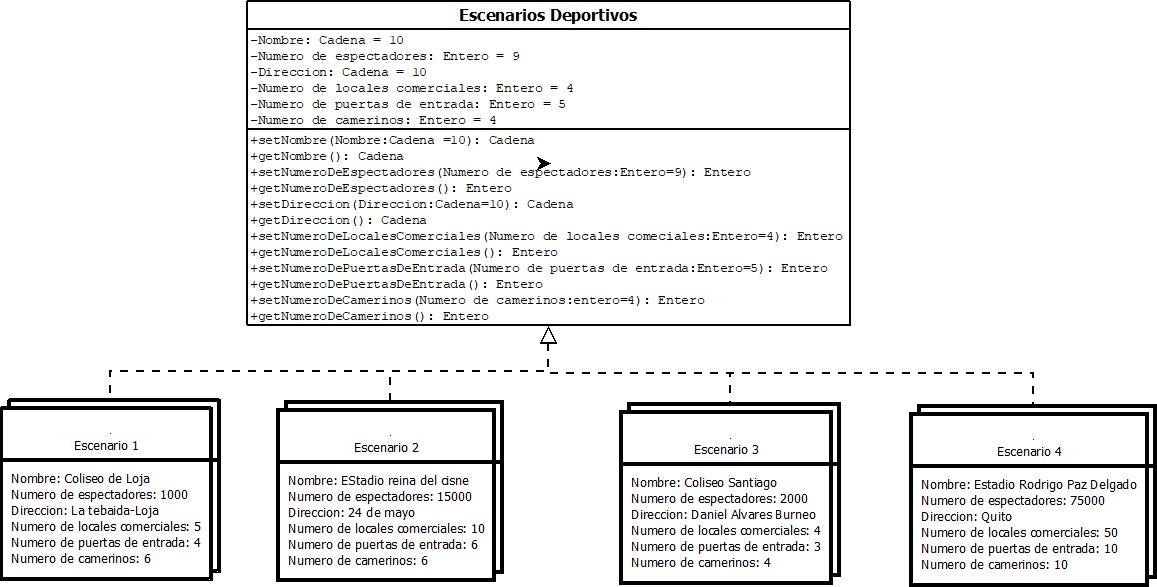 Escenarios Deportivos
-Nombre: Cadena = 10
-Numero de espectadores: Entero = 9
-Direccion: Cadena = 10
-Numero de locales comerciales: Entero = 4
-Numero de puertas de entrada: Entero = 5
-Numero de camerinos: Entero = 4
+setNombre(Nombre:Cadena =10): Cadena
+getNombre(): Cadena
+setNumeroDeEspectadores(Numero de espectadores:Entero=9): Entero
+getNumeroDeEspectadores(): Entero
+setDireccion(Direccion:Cadena=10): Cadena
+getDireccion(): Cadena
+setNumeroDeLocalesComerciales(Numero de locales comeciales:Entero=4): Entero
+getNumeroDeLocalesComerciales(): Entero
+setNumeroDePuertasDeEntrada(Numero de puertas de entrada:Entero=5): Entero
+getNumeroDePuertasDeEntrada(): Entero
+setNumeroDeCamerinos(Numero de camerinos:entero=4): Entero
+getNumeroDeCamerinos(): Entero
.
Escenario 1
Nombre: Coliseo de Loja
Numero de espectadores: 1000
Direccion: La tebaida-Loja
Numero de locales comerciales: 5
Numero de puertas de entrada: 4
Numero de camerinos: 6
.
Escenario 2
Nombre: EStadio reina del cisne
Numero de espectadores: 15000
Direccion: 24 de mayo
Numero de locales comerciales: 10
Numero de puertas de entrada: 6
Numero de camerinos: 6
.
Escenario 3
Nombre: Coliseo Santiago
Numero de espectadores: 2000
Direccion: Daniel Alvares Burneo
Numero de locales comerciales: 4
Numero de puertas de entrada: 3
Numero de camerinos: 4
.
Escenario 4
Nombre: Estadio Rodrigo Paz Delgado
Numero de espectadores: 75000
Direccion: Quito
Numero de locales comerciales: 50
Numero de puertas de entrada: 10
Numero de camerinos: 10